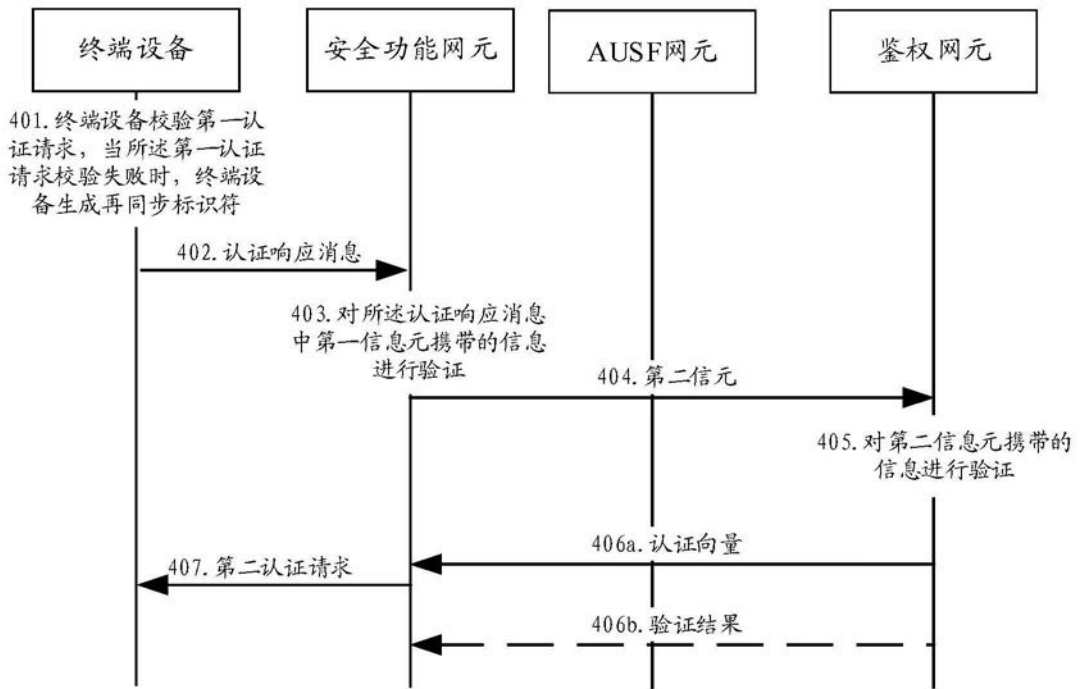 终端设备
安全功能网元
AUSF网元
鉴权网元
401.终端设备校验第一认
证请求，当所述第一认证
请求校验失败时，终端设
备生成再同步标识符
402.认证响应消息
403.对所述认证响应消息
中第一信息元携带的信息
进行验证
404.第二信元
405.对第二信息元携带的
信息进行验证
406a.认证向量
407.第二认证请求
406b.验证结果